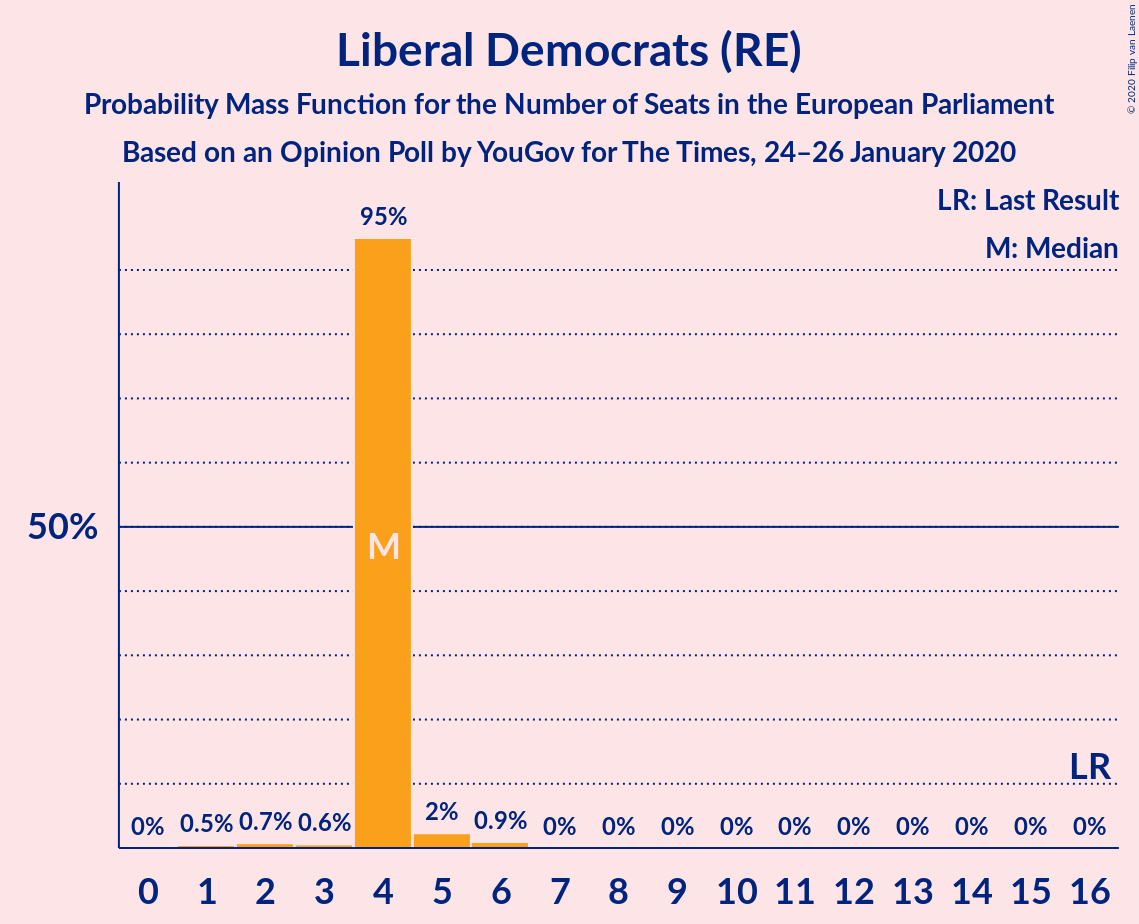 Liberal Democrats (RE)
Probability Mass Function for the Number of Seats in the European Parliament
Based on an Opinion Poll by YouGov for The Times, 24–26 January 2020
© 2020 Filip van Laenen
LR: Last Result
M: Median
95%
50%
M
LR
0% 0.5% 0.7% 0.6% 2% 0.9% 0% 0% 0% 0% 0% 0% 0% 0% 0% 0%
0 1 2 3 4 5 6 7 8 9 10 11 12 13 14 15 16